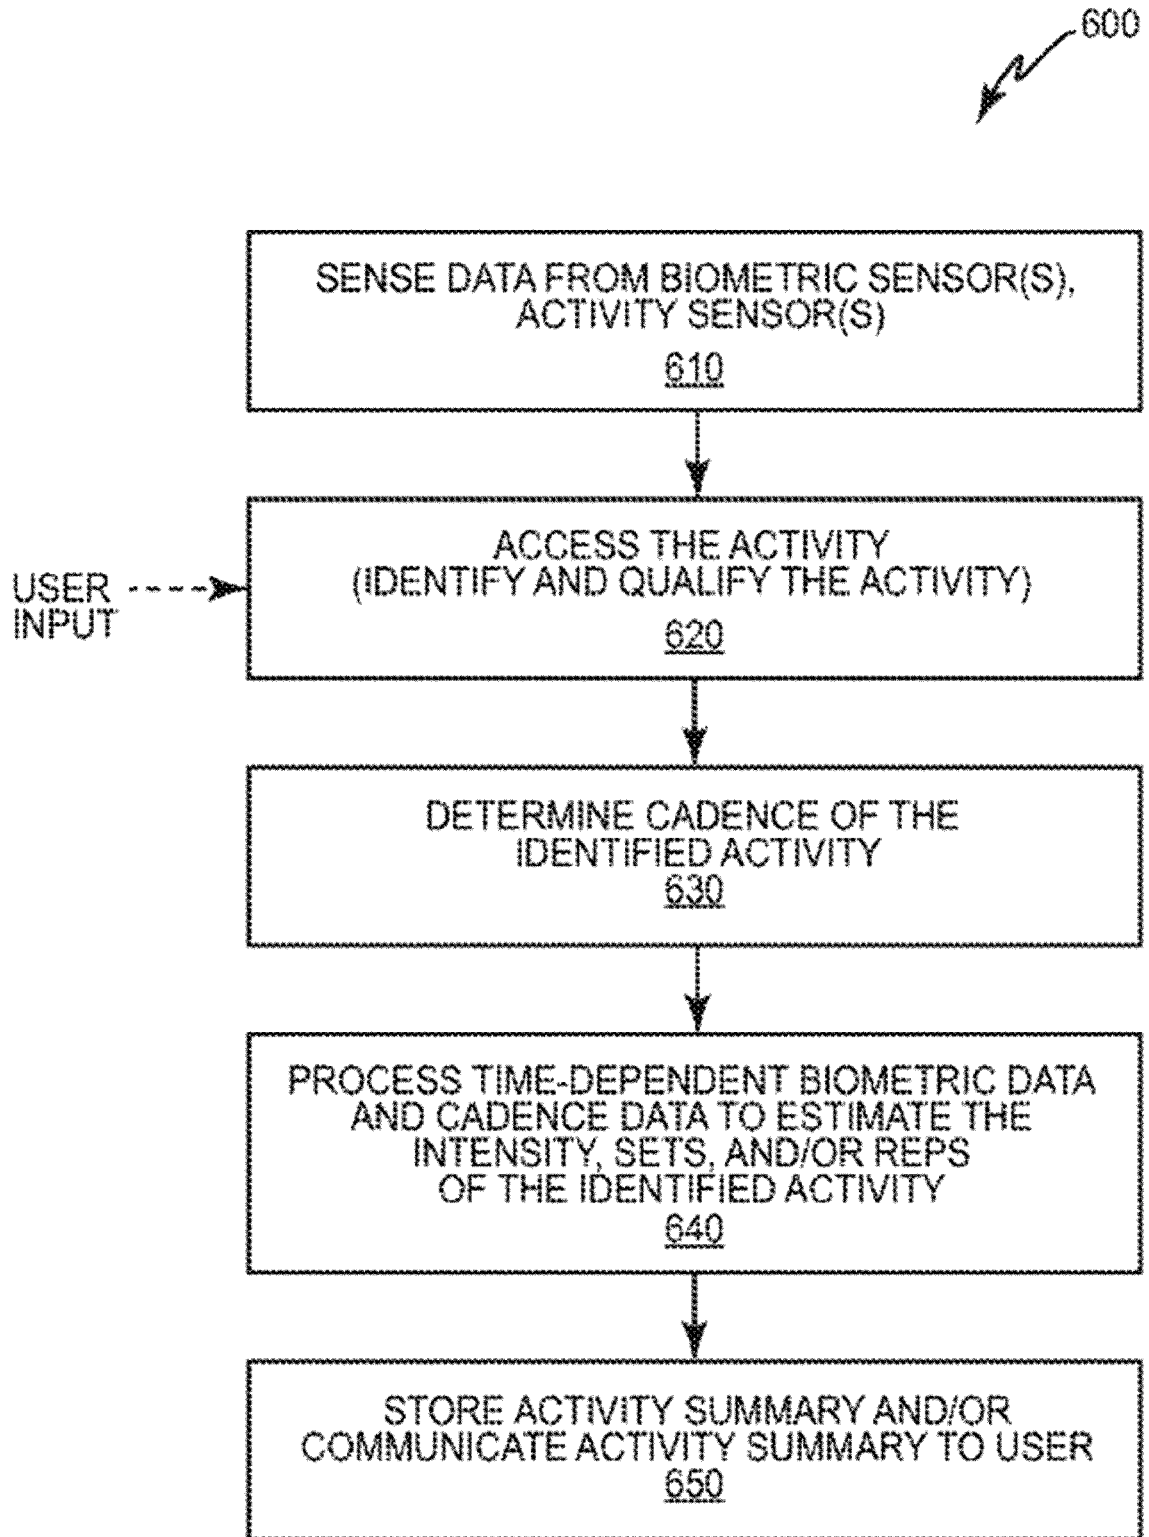 600
SENSE DATA FROM BIOMETRIC SENSOR(S),
ACTIVITY SENSOR(S)
610
ACCESS THE ACTIVITY
(IDENTIFY AND QUALIFY THE ACTIVITY)
620
USER
INPUT
DETERMINE CADENCE OF THE
IDENTIFIED ACTIVITY
630
PROCESS TIME-DEPENDENT BIOMETRIC DATA
AND CADENCE DATA TO ESTIMATE THE
INTENSITY, SETS, AND/OR REPS
OF THE IDENTIFIED ACTIVITY
640
STORE ACTIVITY SUMMARY AND/OR
COMMUNICATE ACTIVITY SUMMARY TO USER
650